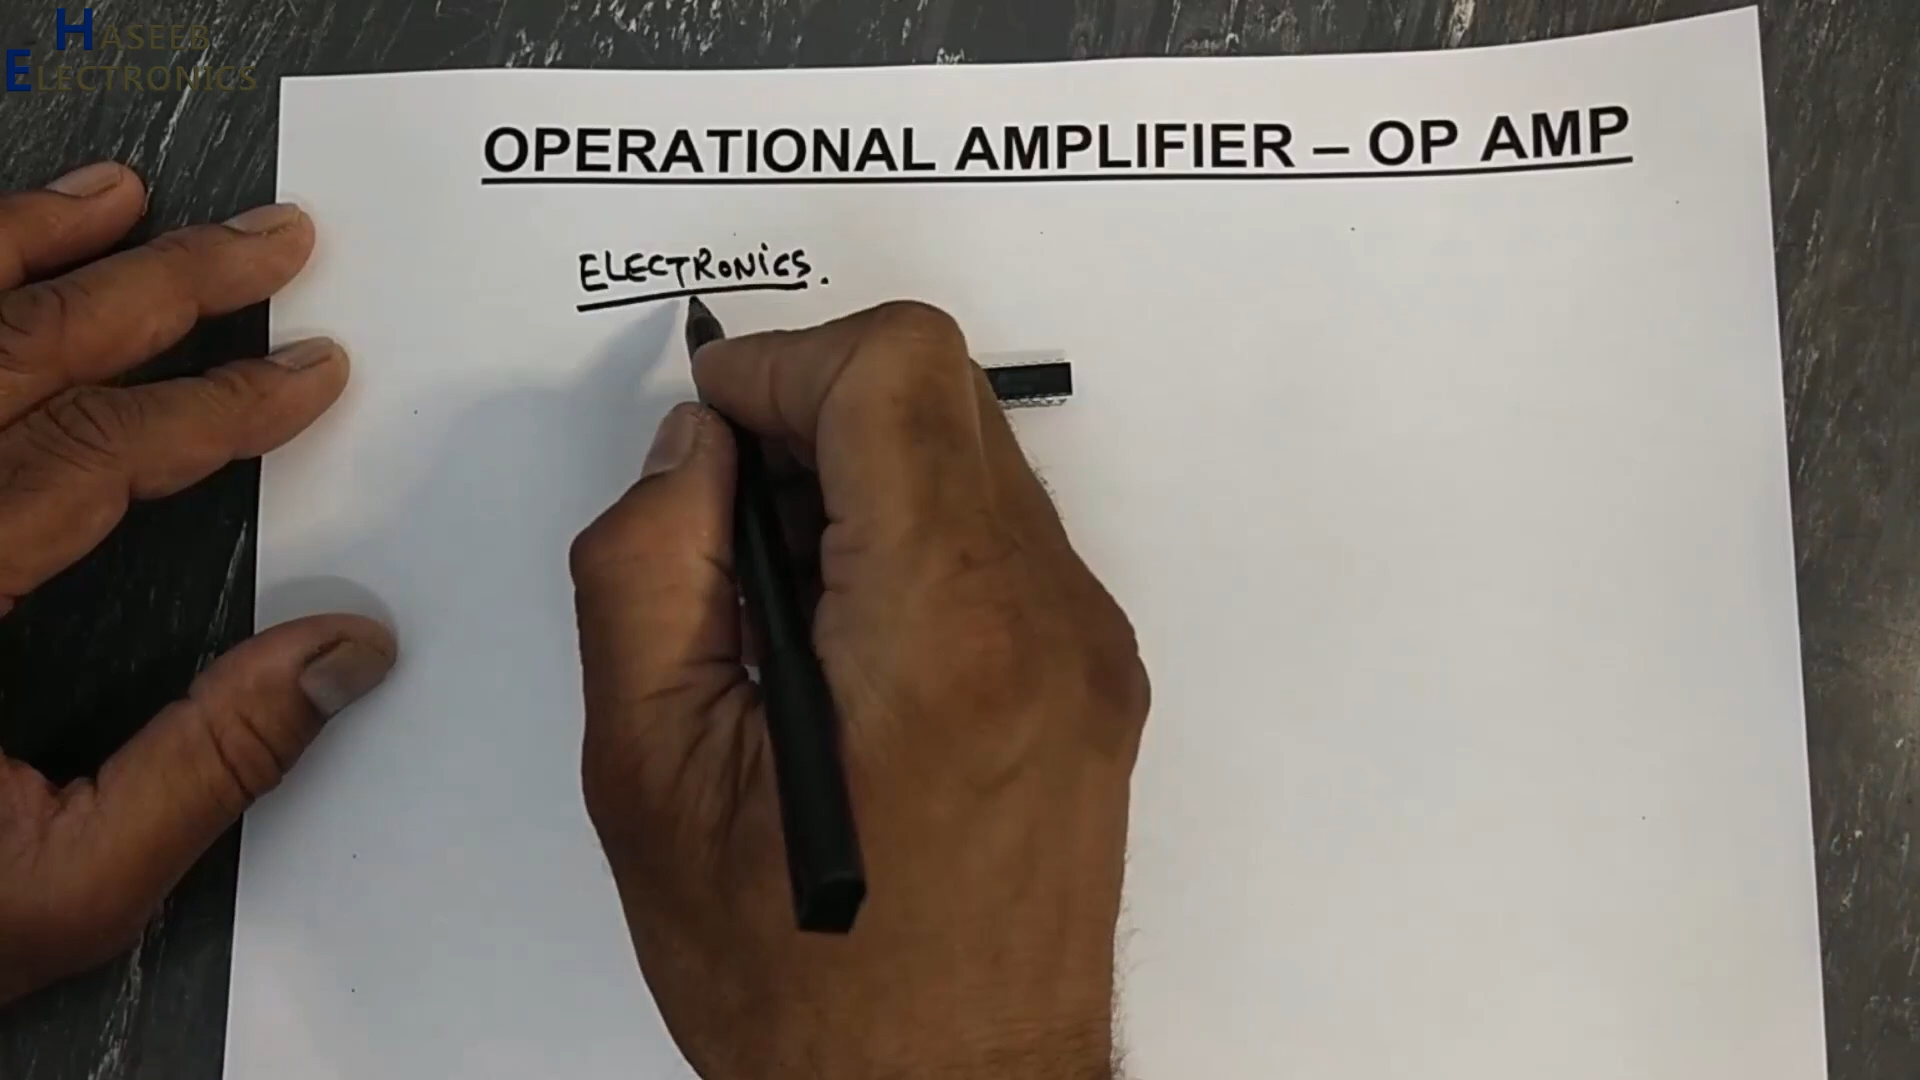 HASEEB
ELECTRONICS
OPERATIONAL AMPLIFIER – OP AMP
ELECTRONiCS.